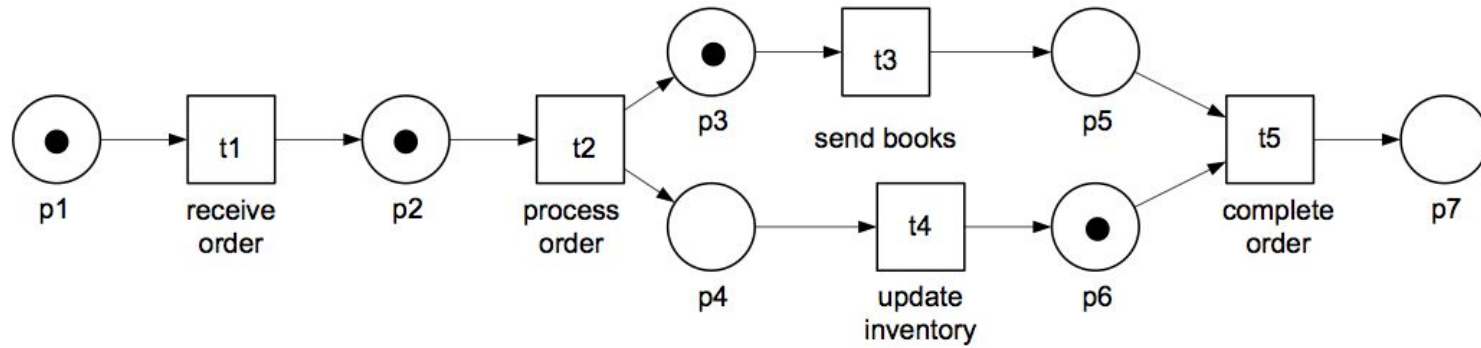 p1
t1
receive
order
p2
t2
process
order
p3
t3
send books
p5
p4
t4
update
inventory
p6
t5
complete
order
p7